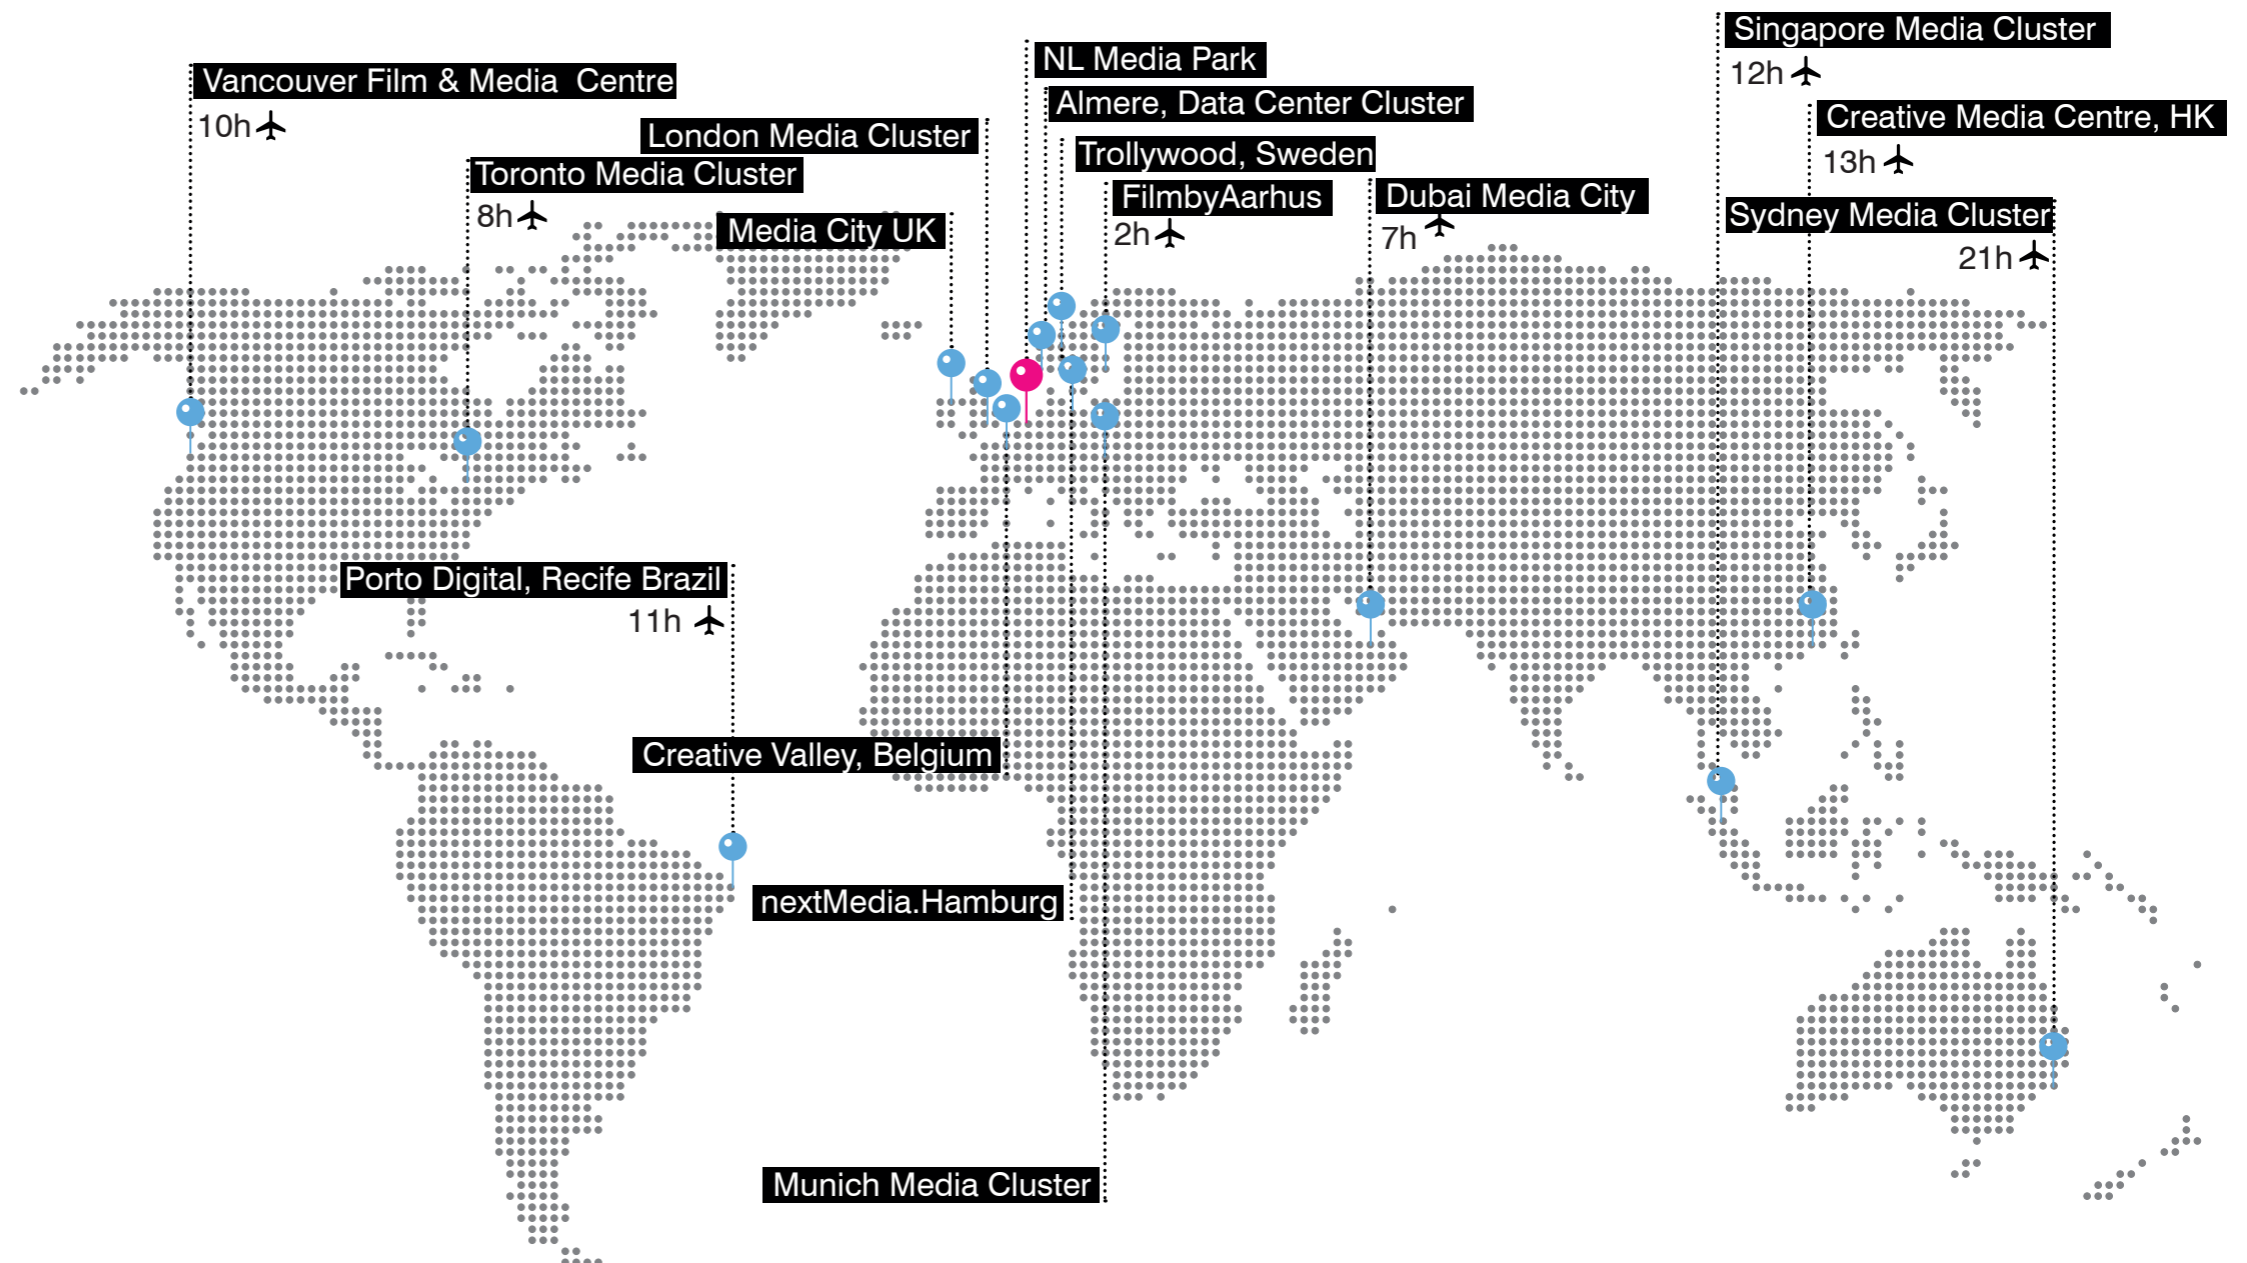 Singapore Media Cluster
12h
NL Media Park
Vancouver Film & Media Centre
10h
Almere, Data Center Cluster
Creative Media Centre, HK
13h
London Media Cluster
Trollywood, Sweden
Toronto Media Cluster
8h
FilmbyAarhus
2h
Dubai Media City
7h
Sydney Media Cluster
21h
Media City UK
Porto Digital, Recife Brazil
11h
Creative Valley, Belgium
nextMedia.Hamburg
Munich Media Cluster